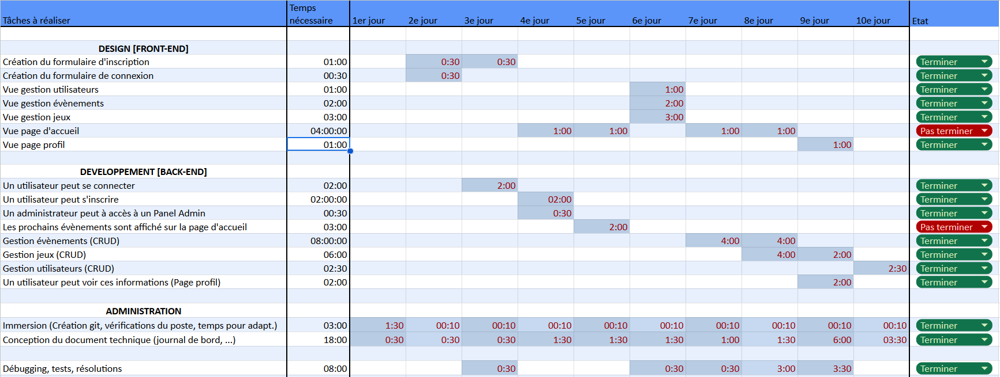 Tâches à réaliser Temps nécessaire 1er jour 2e jour 3e jour 4e jour 5e jour 6e jour 7e jour 8e jour 9e jour 10e jour Etat
DESIGN [FRONT-END]
Création du formulaire d'inscription 01:00 0:30 0:30 Terminer
Création du formulaire de connexion 00:30 0:30 Terminer
Vue gestion utilisateurs 01:00 1:00 Terminer
Vue gestion évènements 02:00 2:00 Terminer
Vue gestion jeux 03:00 3:00 Terminer
Vue page d'accueil 04:00:00 1:00 1:00 1:00 1:00 Pas terminer
Vue page profil 01:00 1:00 Terminer
DEVELOPPEMENT [BACK-END]
Un utilisateur peut se connecter 02:00 2:00 Terminer
Un utilisateur peut s'inscrire 02:00:00 02:00 Terminer
Un administrateur peut à accès à un Panel Admin 00:30 0:30 Terminer
Les prochains évènements sont affiché sur la page d'accueil 03:00 2:00 Pas terminer
Gestion évènements (CRUD) 08:00:00 4:00 4:00 Terminer
Gestion jeux (CRUD) 06:00 4:00 2:00 Terminer
Gestion utilisateurs (CRUD) 02:30 2:30 Terminer
Un utilisateur peut voir ces informations (Page profil) 02:00 2:00 Terminer
ADMINISTRATION
Immersion (Création git, vérifications du poste, temps pour adapt.) 03:00 1:30 00:10 00:10 00:10 00:10 00:10 00:10 00:10 00:10 00:10 Terminer
Conception du document technique (journal de bord, ...) 18:00 0:30 0:30 0:30 1:30 1:30 1:30 1:00 1:30 6:00 03:30 Terminer
Débugging, tests, résolutions 08:00 0:30 0:30 0:30 3:00 3:30 Terminer